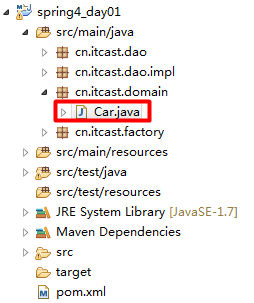 spring4_day01
src/main/java
cn.itcast.dao
cn.itcast.dao.impl
cn.itcast.domain
Car.java
cn.itcast.factory
src/main/resources
src/test/java
src/test/resources
JRE System Library [JavaSE-1.7]
Maven Dependencies
src
target
pom.xml